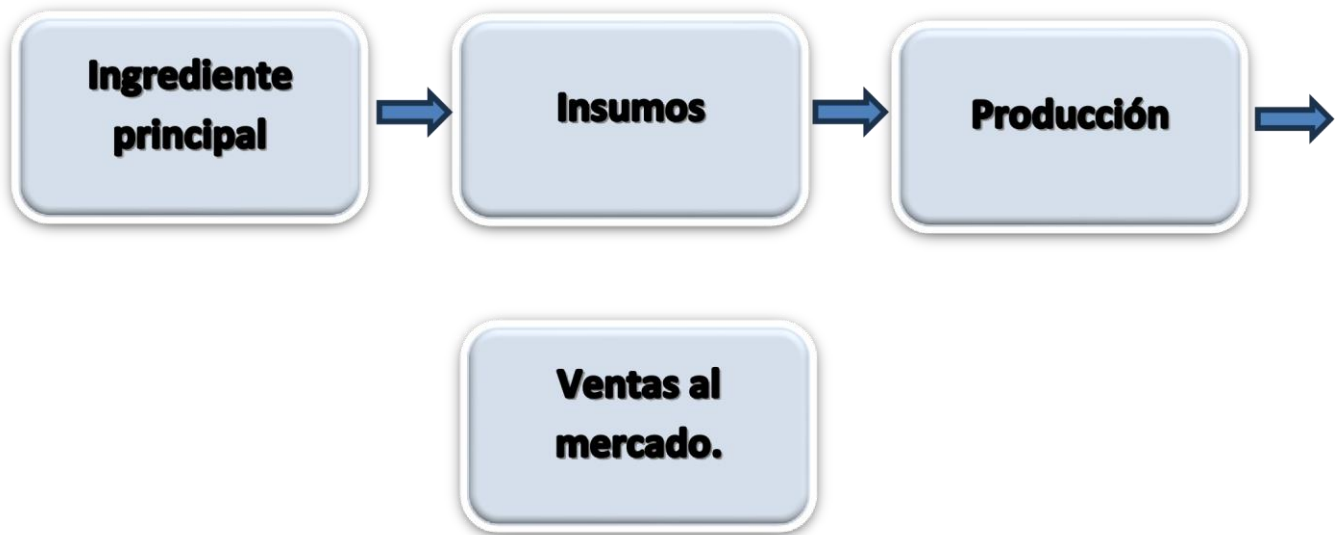 Ingrediente
principal
Insumos
Producción
Ventas al
mercado.